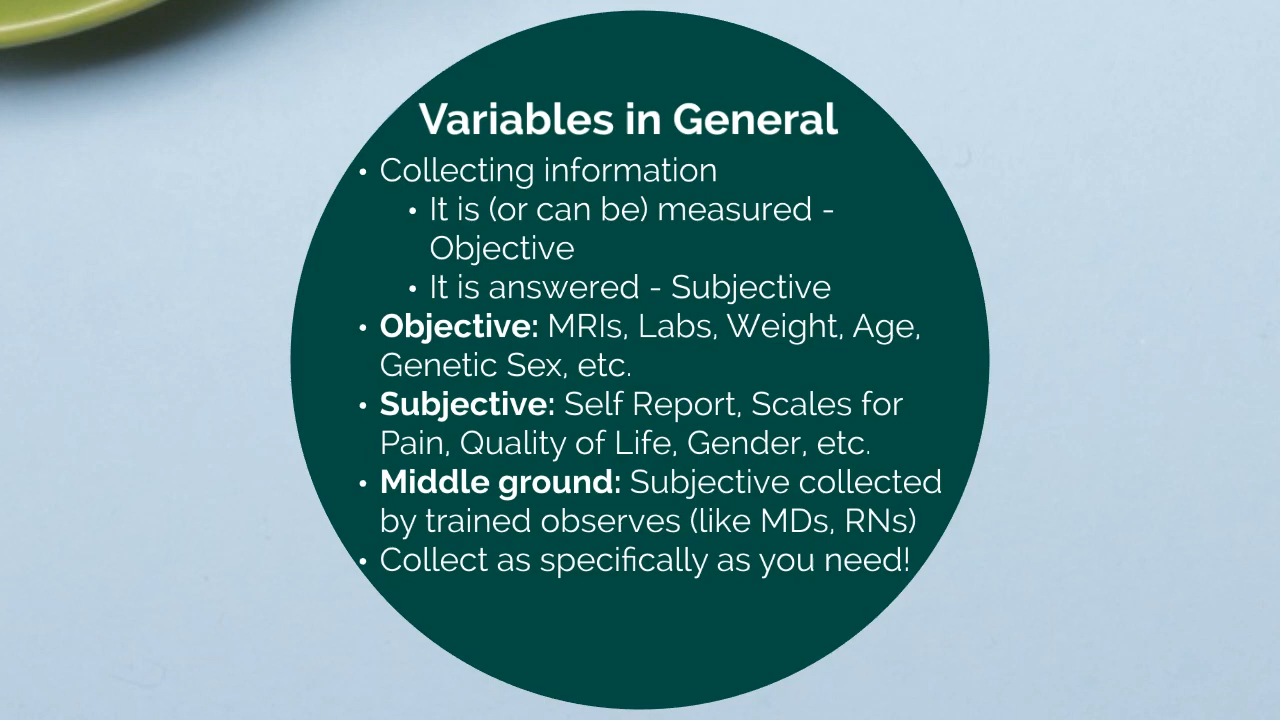 Variables in General
• Collecting information
• It is (or can be) measured -
Objective
• It is answered - Subjective
• Objective: MRIs, Labs, Weight, Age,
Genetic Sex, etc.
• Subjective: Self Report, Scales for
Pain, Quality of Life, Gender, etc.
• Middle ground: Subjective collected
by trained observes (like MDs, RNs)
• Collect as specifically as you need!